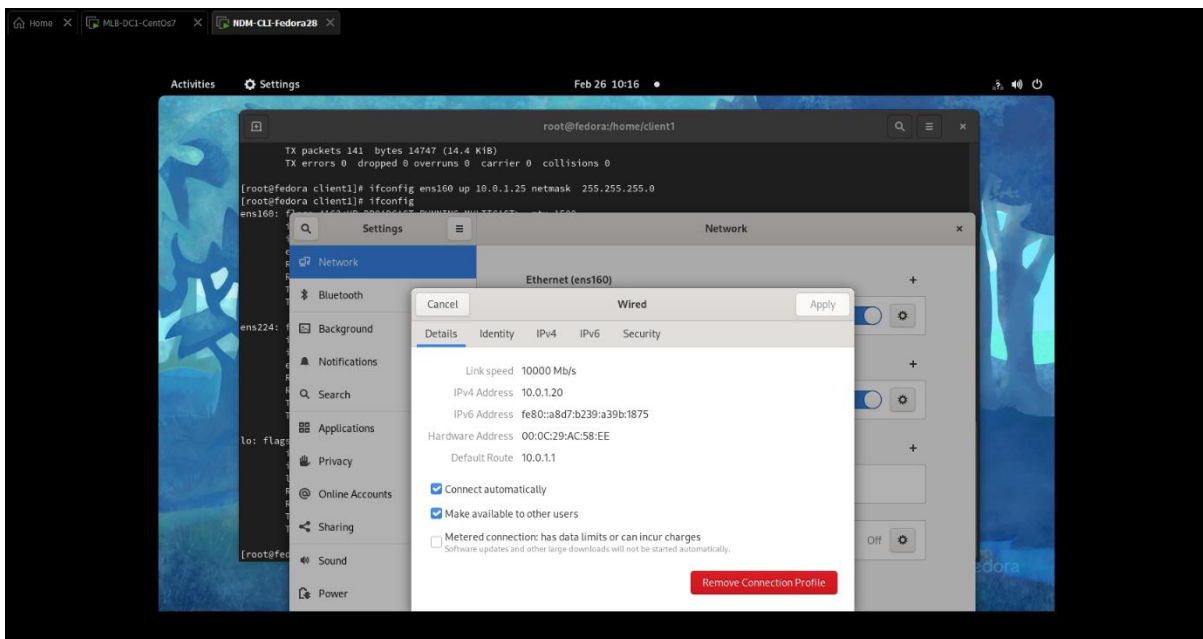 Home MLB-DC1-CentOs7 NDM-CLI-Fedora28
Activities Settings Feb 26 10:16
root@fedora:/home/client1
TX packets 141 bytes 14747 (14.4 KiB)
TX errors 0 dropped 0 overruns 0 carrier 0 collisions 0
[root@fedora client1]# ifconfig ens160 up 10.0.1.25 netmask 255.255.255.0
[root@fedora client1]# ifconfig
ens160:
Settings Network
Network
Ethernet (ens160)
Bluetooth
Cancel Wired Apply
ens224:
Background
Details Identity IPv4 IPv6 Security
Notifications
Link speed 10000 Mb/s
Search
IPv4 Address 10.0.1.20
IPv6 Address fe80::a8d7:b239:a39b:1875
Applications
Hardware Address 00:0C:29:AC:58:EE
lo: flags
Default Route 10.0.1.1
Privacy
Online Accounts
Connect automatically
Make available to other users
Sharing
Metered connection: has data limits or can incur charges
Off
Software updates and other large downloads will not be started automatically.
[root@fed
Sound
Remove Connection Profile
Power